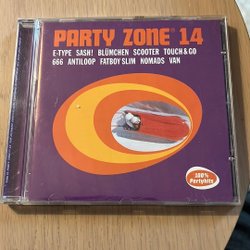 PARTY ZONE® 14
E-TYPE SASH! BLÜMCHEN SCOOTER TOUCH & GO
666 ANTILOOP FATBOY SLIM NOMADS VAN
100%
Partyhits